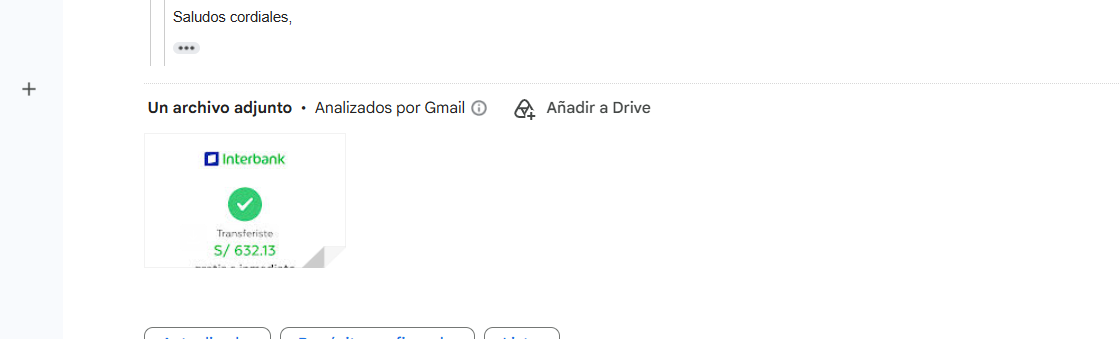 Saludos cordiales,
Un archivo adjunto • Analizados por Gmail Añadir a Drive
Interbank
Transferiste
S/ 632.13